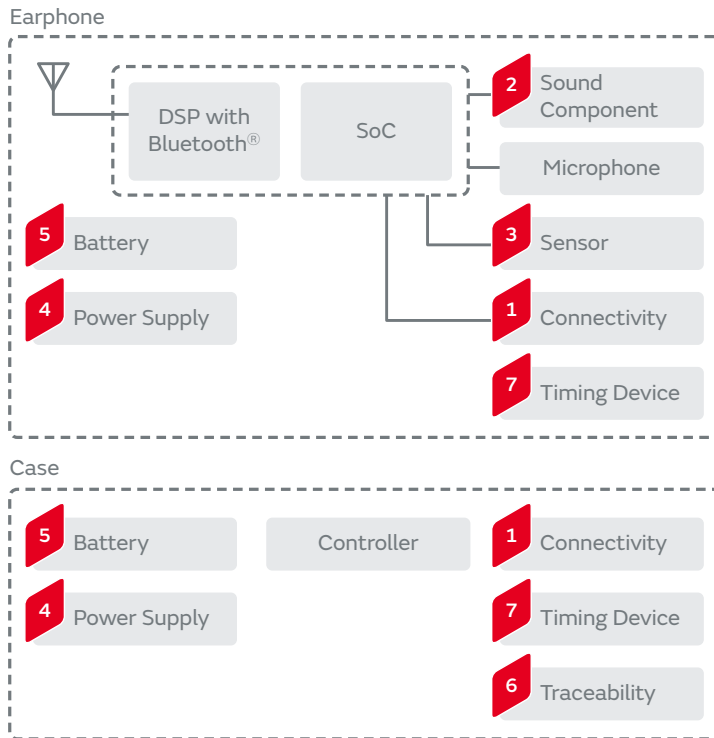 Earphone
DSP with
Bluetooth®
SoC
2
Sound
Component
Microphone
5
Battery
3
Sensor
4
Power Supply
1
Connectivity
7
Timing Device
Case
5
Battery
Controller
1
Connectivity
4
Power Supply
7
Timing Device
6
Traceability